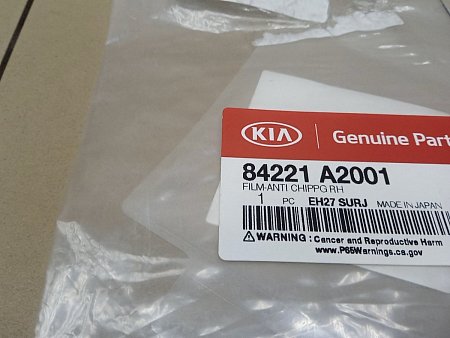 KIA Genuine Part
84221 A2001
FILM-ANTI CHIPPG RH
1 PC EH27 SURJ MADE IN JAPAN
WARNING : Cancer and Reproductive Harm
www.P65Warnings.ca.gov